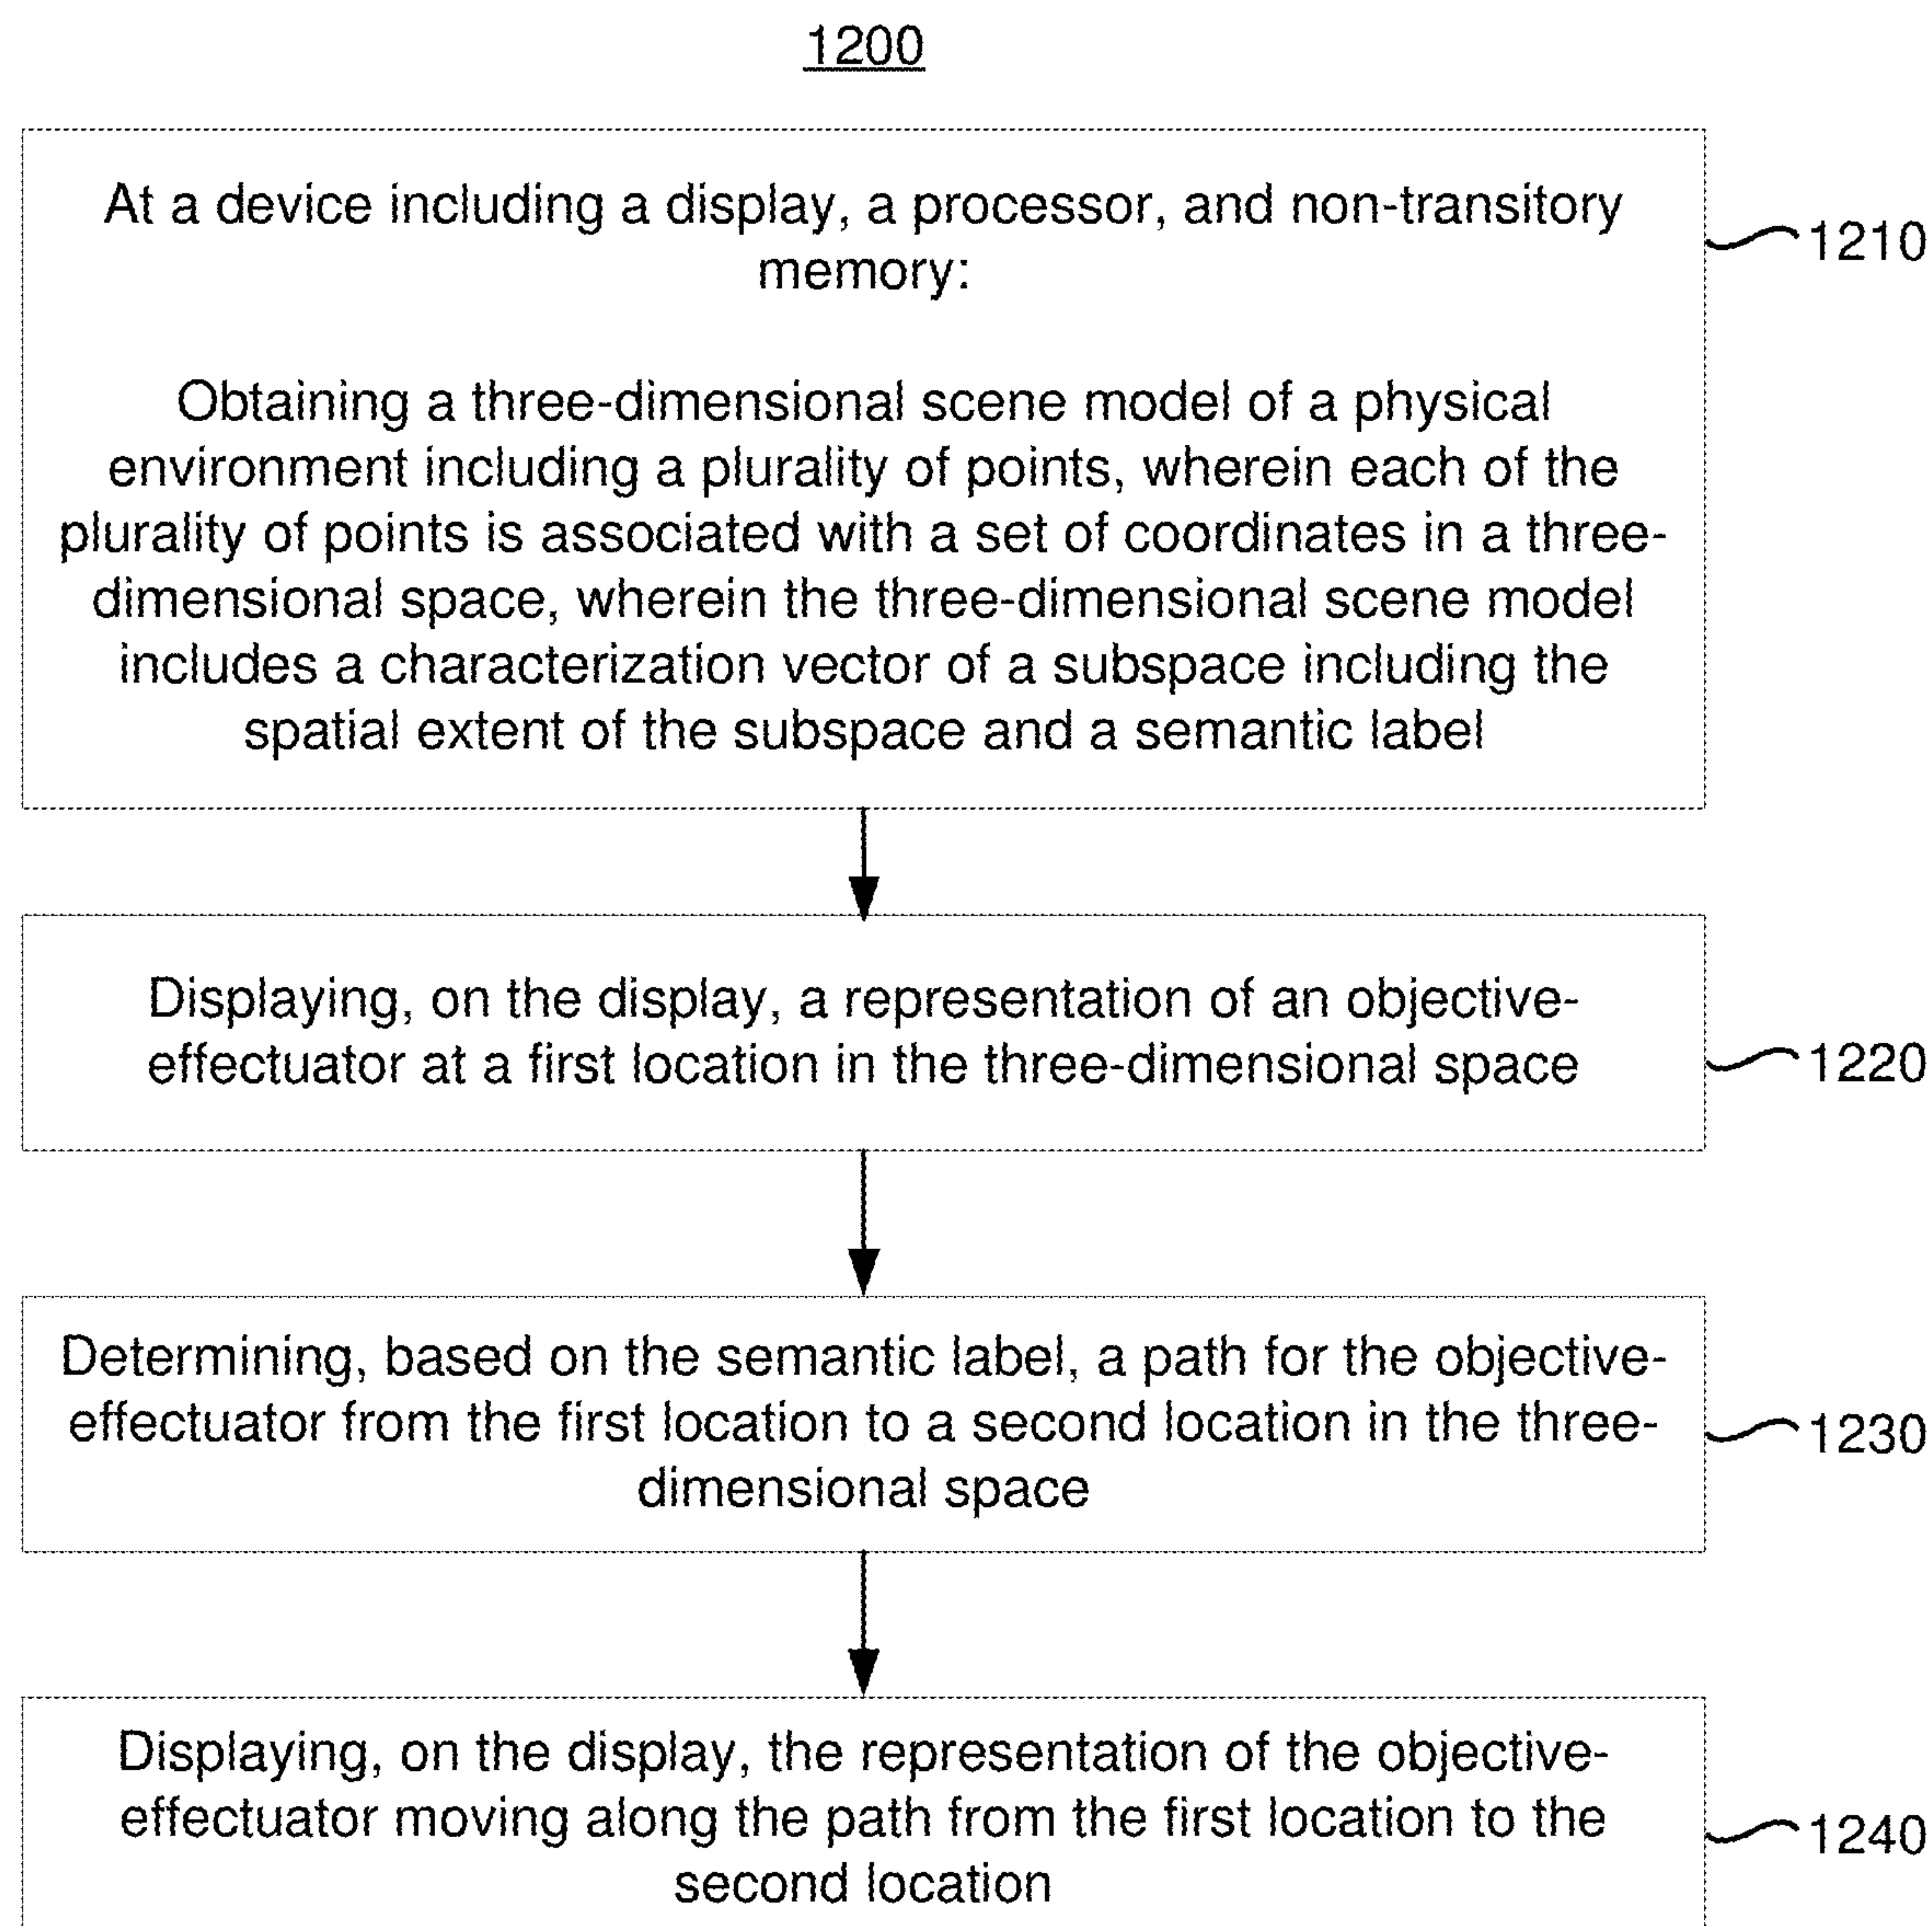 1200
At a device including a display, a processor, and non-transitory
memory:
1210
Obtaining a three-dimensional scene model of a physical
environment including a plurality of points, wherein each of the
plurality of points is associated with a set of coordinates in a three-
dimensional space, wherein the three-dimensional scene model
includes a characterization vector of a subspace including the
spatial extent of the subspace and a semantic label
Displaying, on the display, a representation of an objective-
effectuator at a first location in the three-dimensional space
1220
Determining, based on the semantic label, a path for the objective-
effectuator from the first location to a second location in the three-
dimensional space
1230
Displaying, on the display, the representation of the objective-
effectuator moving along the path from the first location to the
second location
1240